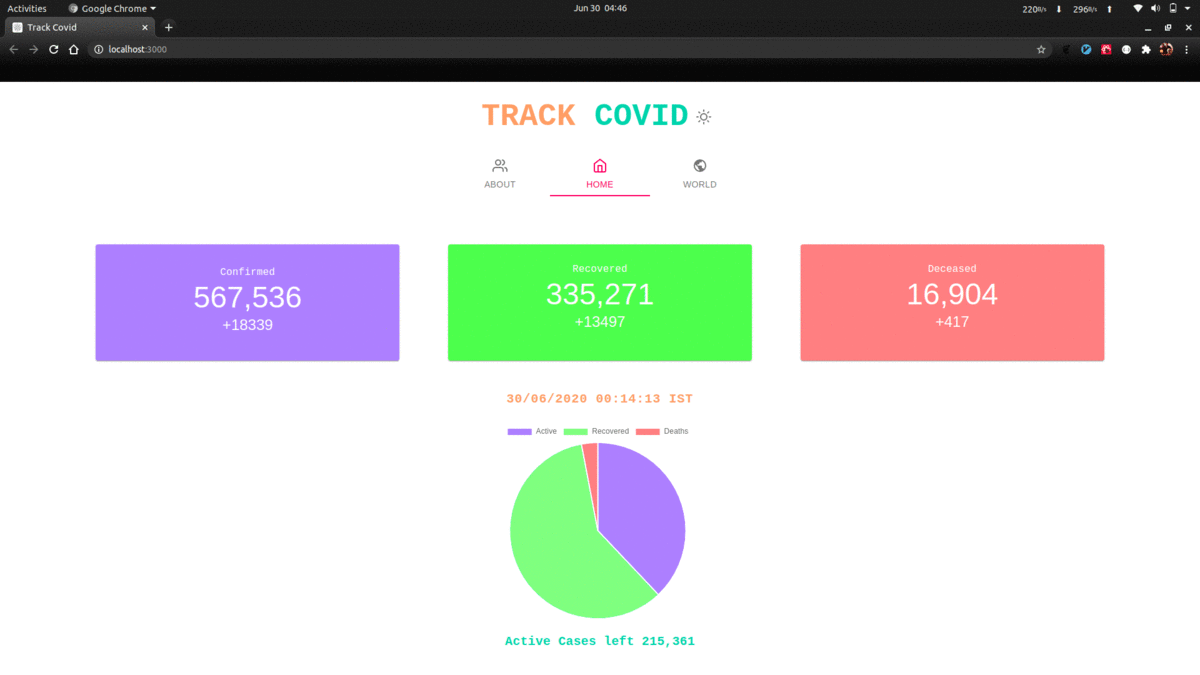 Activities Google Chrome Jun 30 04:46 220B/s 296B/s
Track Covid
localhost:3000
TRACK COVID
ABOUT HOME WORLD
Confirmed
567,536
+18339
Recovered
335,271
+13497
Deceased
16,904
+417
30/06/2020 00:14:13 IST
Active Recovered Deaths
Active Cases left 215,361